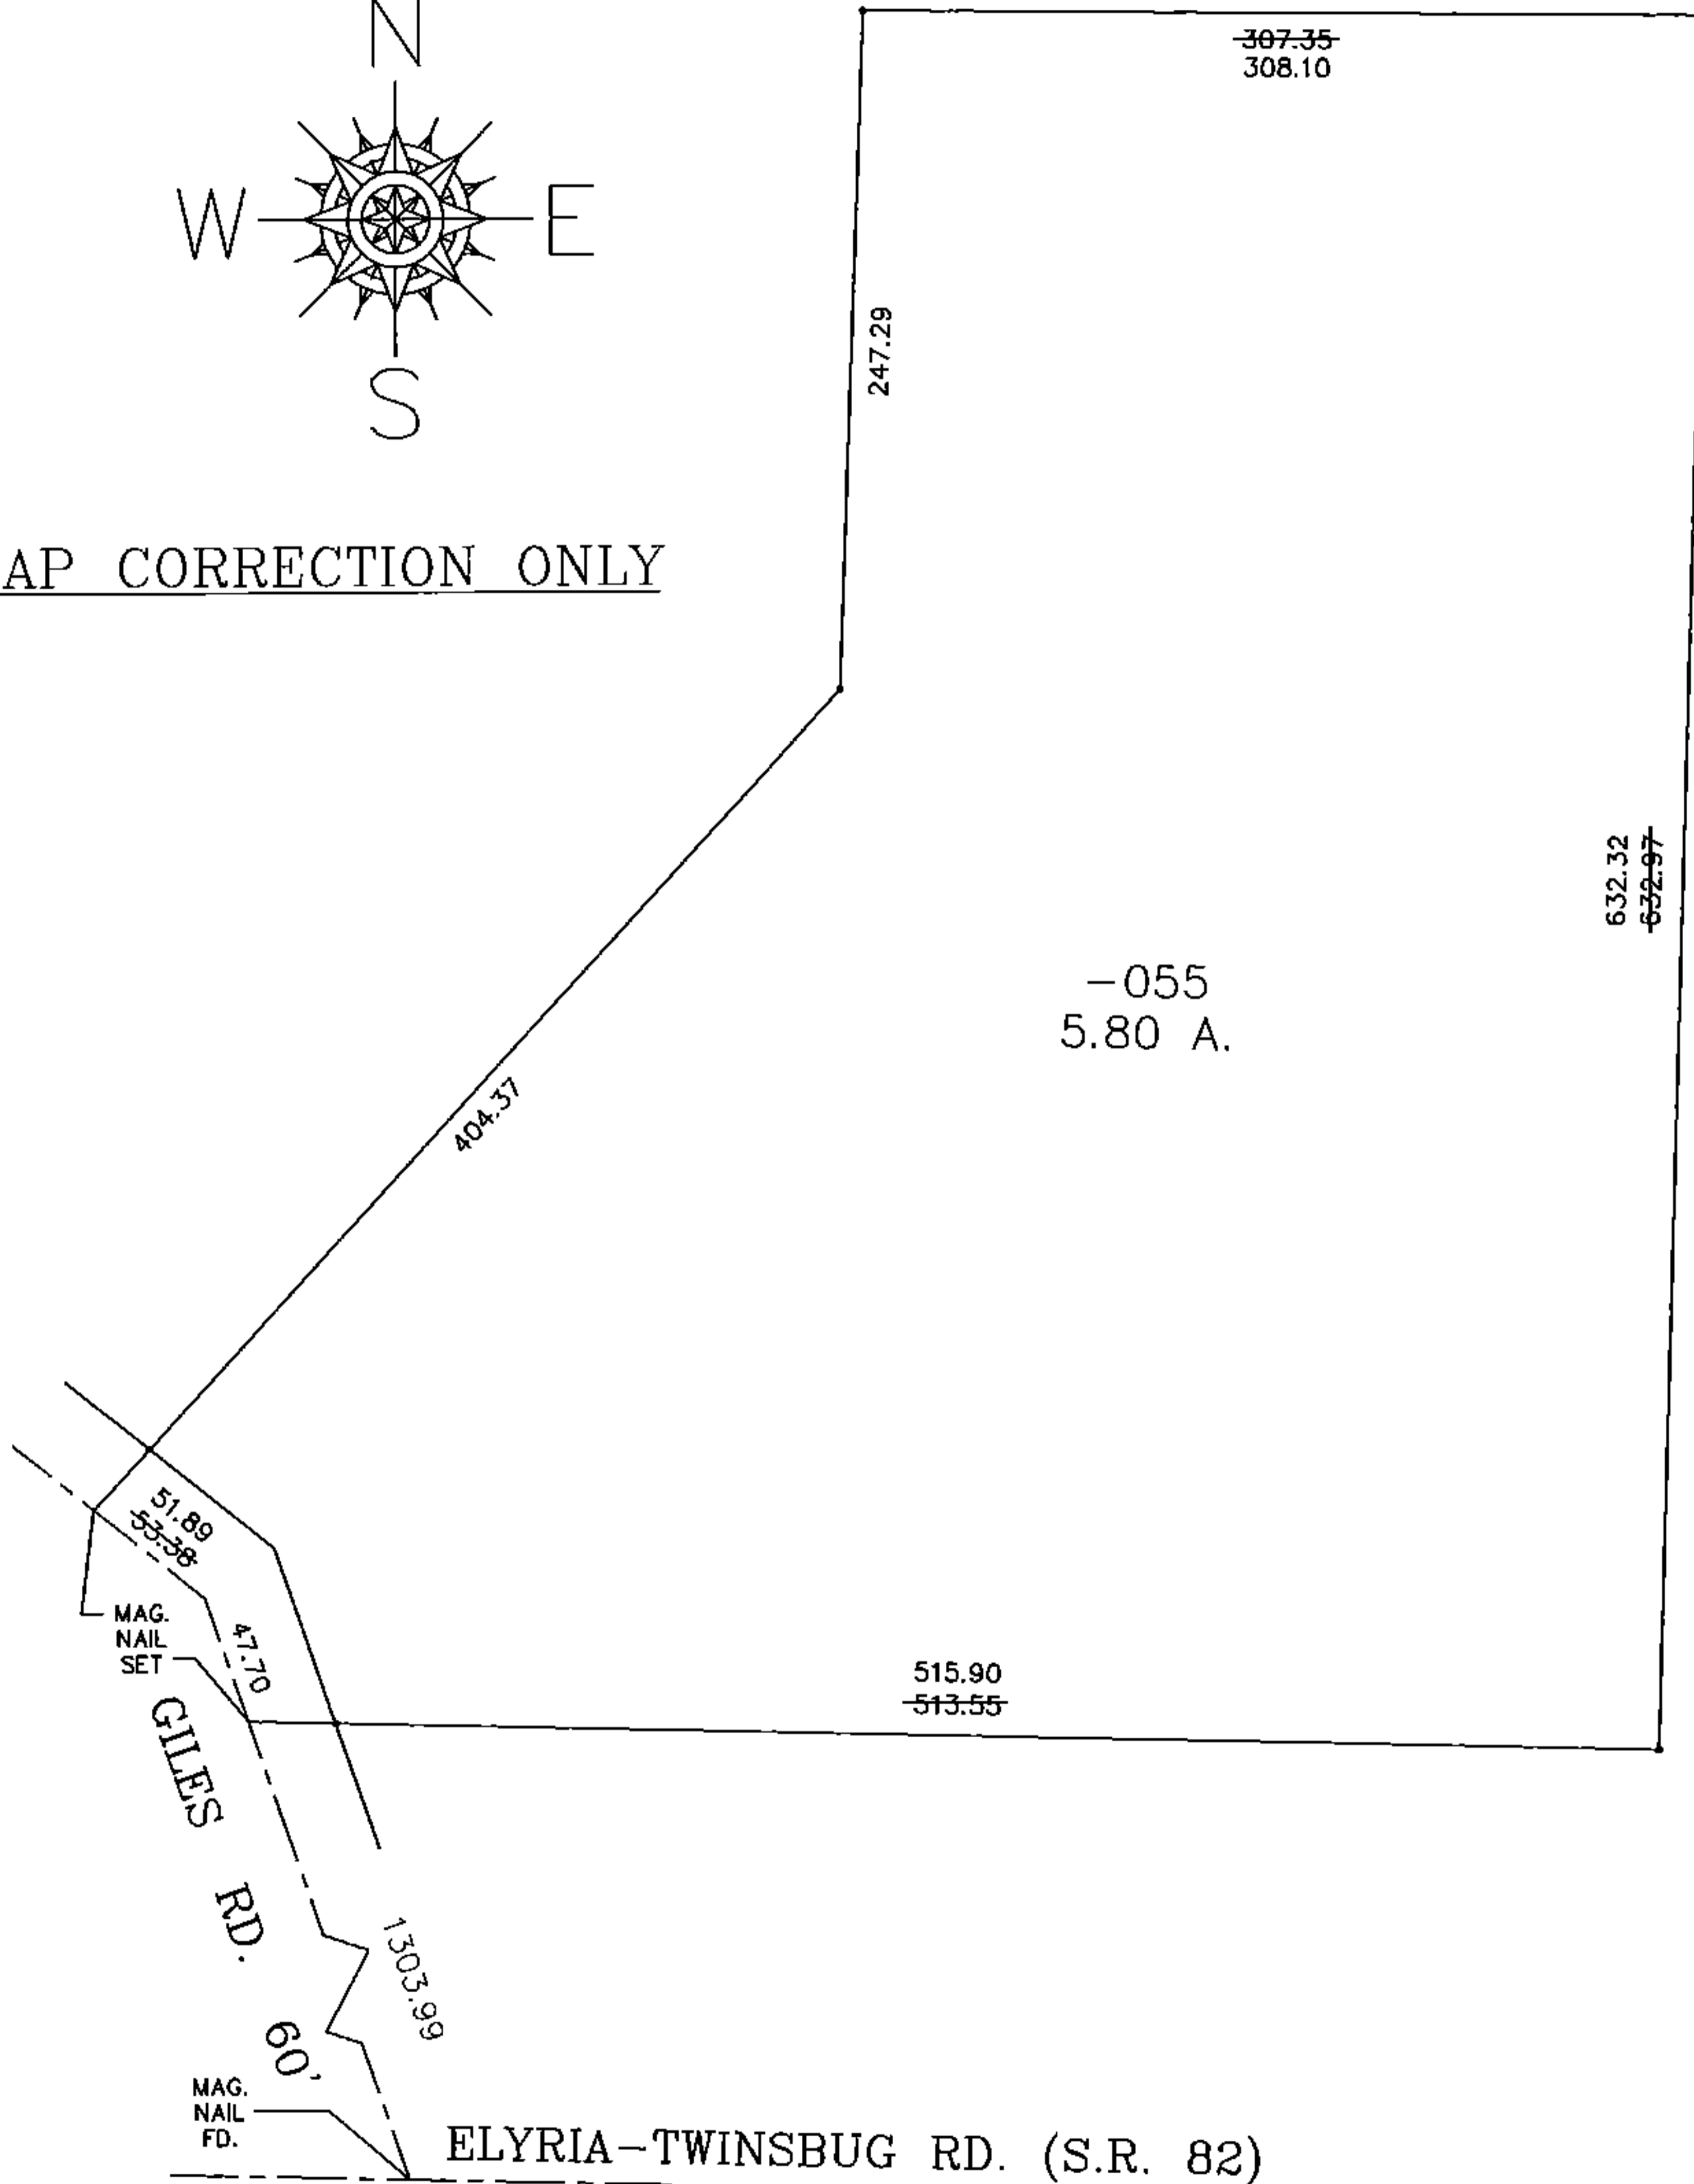 N
W
E
S
307.35
308.10
247.29
AP CORRECTION ONLY
632.32
632.97
-055
5.80 A.
404.37
51.89
53.38
MAG.
NAIL
SET
47.70
515.90
513.55
GILES RD. 60'
1303.99
MAG.
NAIL
FD.
ELYRIA-TWINSBUG RD. (S.R. 82)